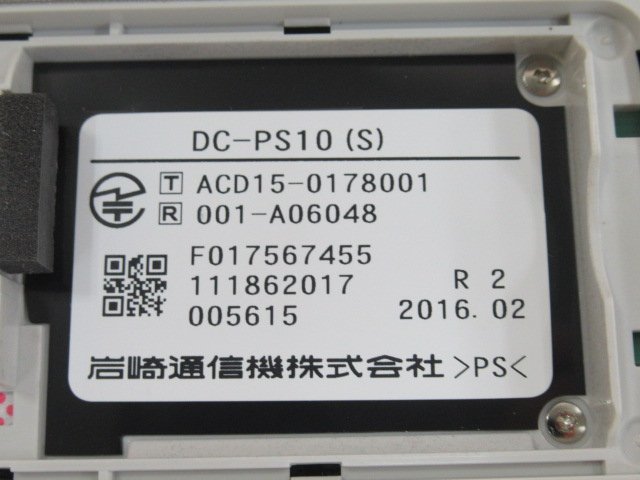 DC-PS10 (S)
T ACD15-0178001
R 001-A06048
F017567455
111862017 R 2
005615 2016. 02
岩崎通信機株式会社 >PS<